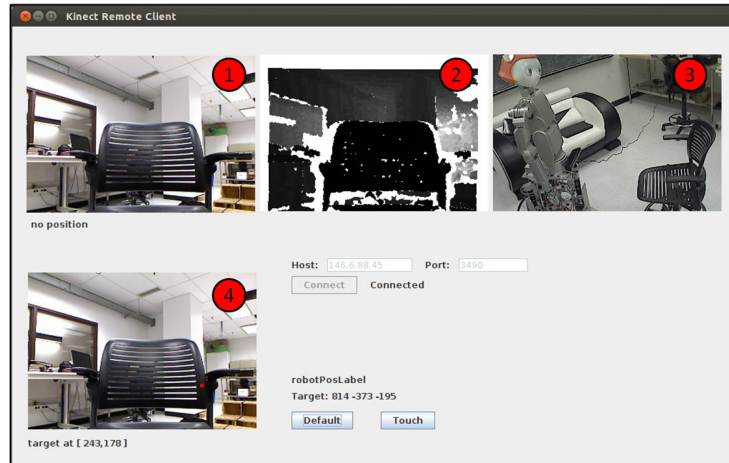 Kinect Remote Client
1
2
3
no position
Host: 146.6.88.45 Port: 3490
Connect Connected
4
robotPosLabel
Target: 814 -373 -195
Default Touch
target at [ 243,178 ]